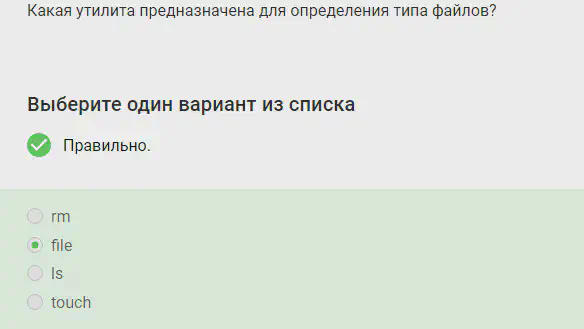 Какая утилита предназначена для определения типа файлов?
Выберите один вариант из списка
Правильно.
rm
file
ls
touch